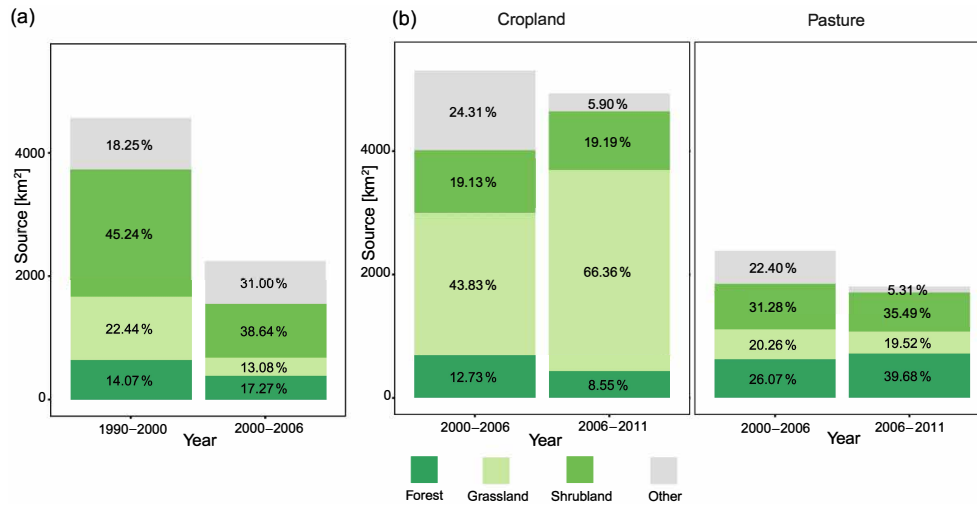 (a)
(b)
Cropland
Pasture
Source [km²]
4000
2000
0
18.25 %
45.24 %
22.44 %
14.07 %
31.00 %
38.64 %
13.08 %
17.27 %
1990–2000
2000–2006
Year
Source [km²]
4000
2000
0
24.31 %
19.13 %
43.83 %
12.73 %
5.90 %
19.19 %
66.36 %
8.55 %
2000–2006
2006–2011
Year
22.40 %
31.28 %
20.26 %
26.07 %
5.31 %
35.49 %
19.52 %
39.68 %
2000–2006
2006–2011
Year
Forest
Grassland
Shrubland
Other